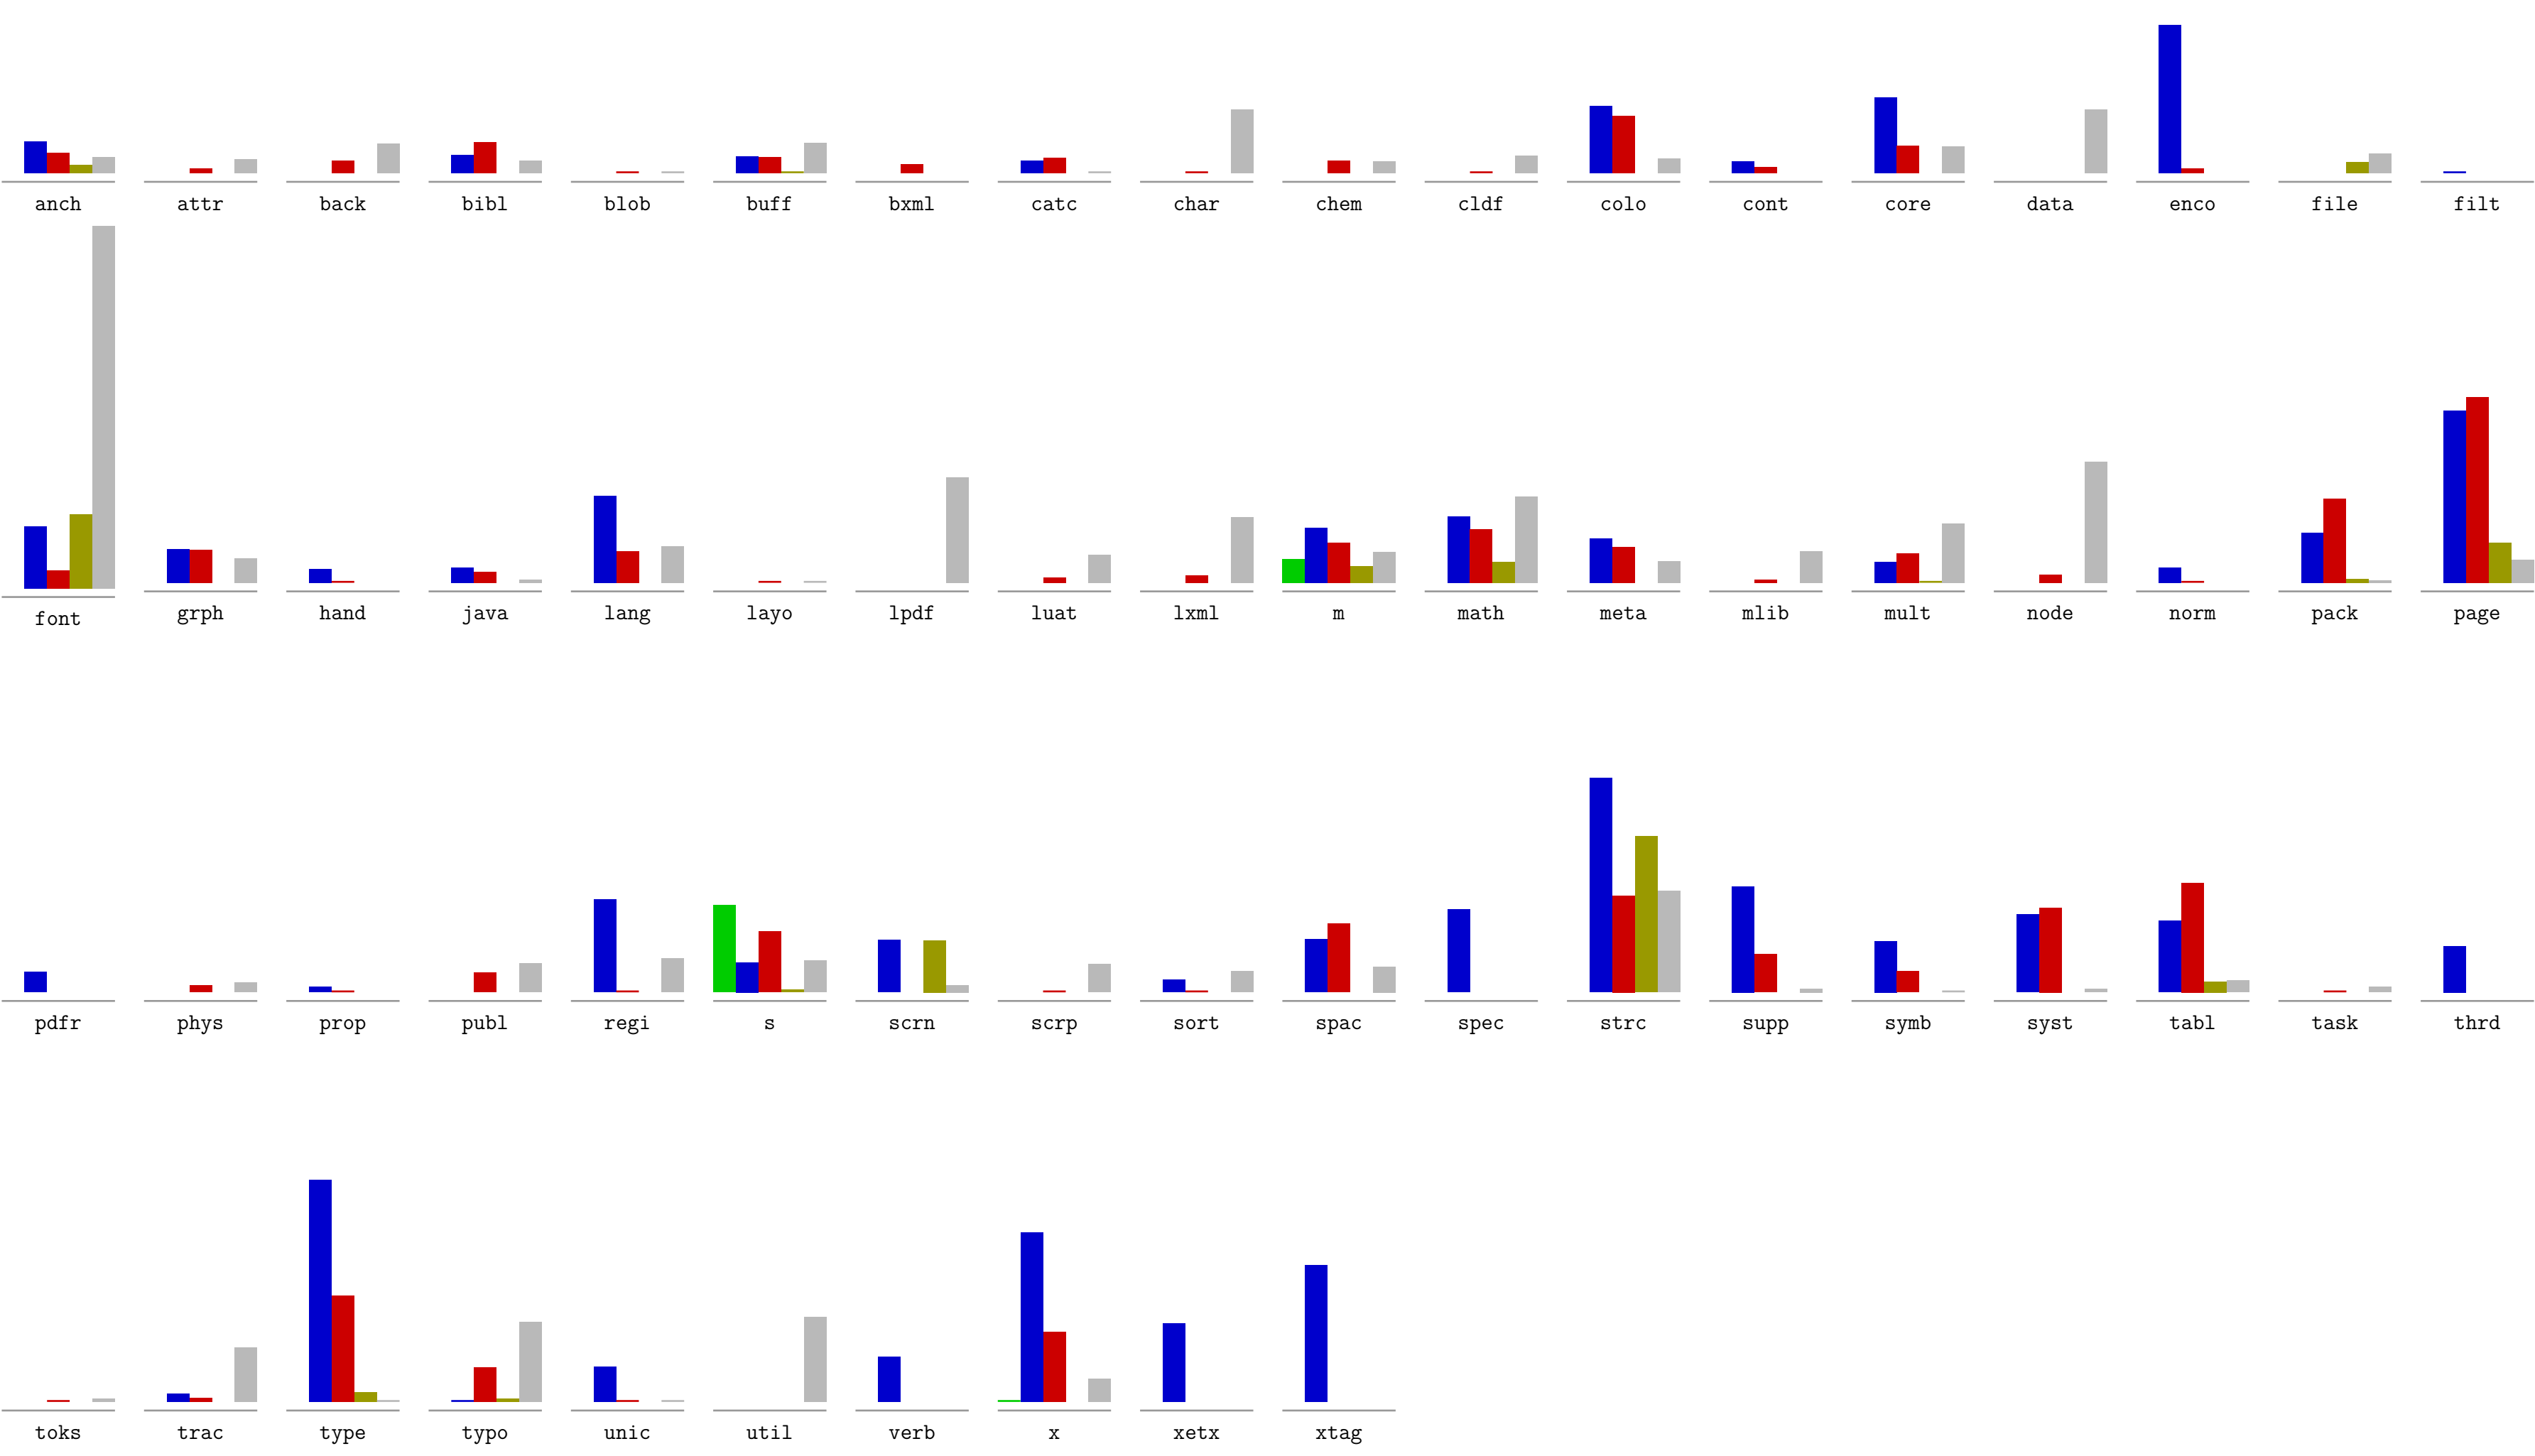 anch attr back bibl blob buff bxml catc char chem cldf colo cont core data enco file filt
font grph hand java lang layo lpdf luat lxml m math meta mlib mult node norm pack page
pdfr phys prop publ regi s scrn scrp sort spac spec strc supp symb syst tabl task thrd
toks trac type typo unic util verb x xetx xtag